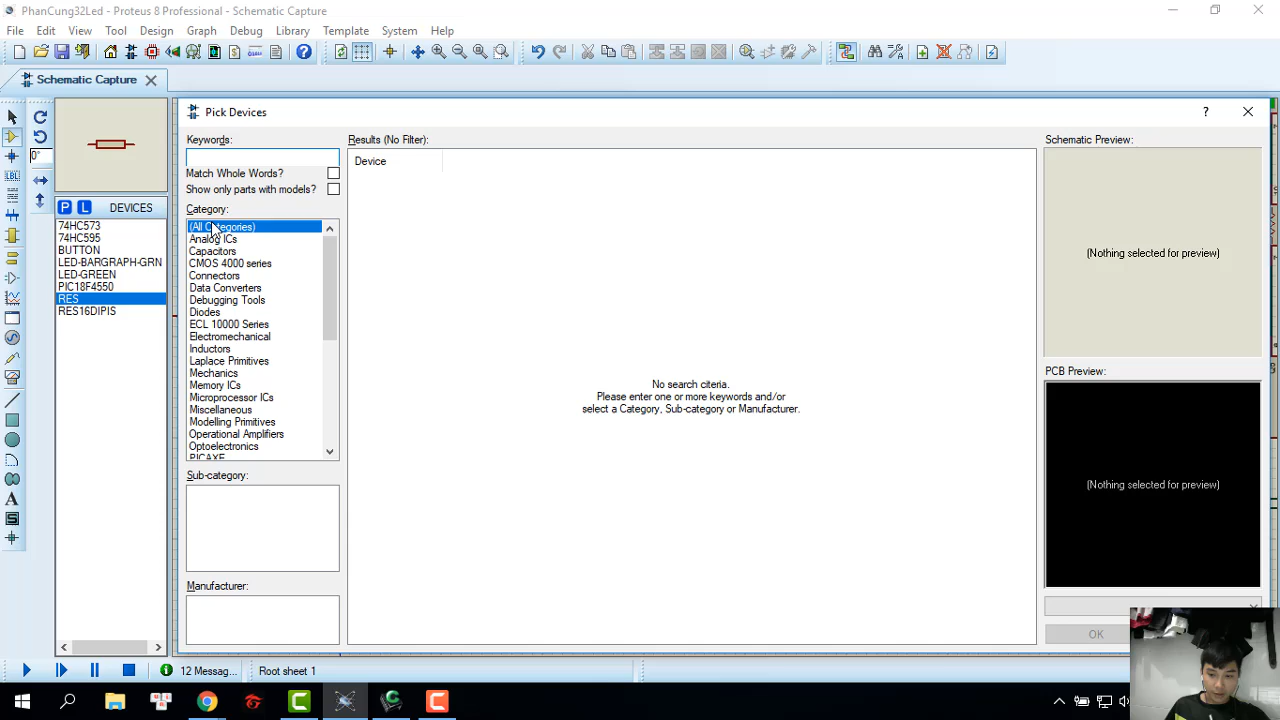 PhanCung32Led - Proteus 8 Professional - Schematic Capture
File Edit View Tool Design Graph Debug Library Template System Help
Schematic Capture
Pick Devices
Keywords:
Match Whole Words?
Show only parts with models?
Category:
(All Categories)
Analog ICs
Capacitors
CMOS 4000 series
Connectors
Data Converters
Debugging Tools
Diodes
ECL 10000 Series
Electromechanical
Inductors
Laplace Primitives
Mechanics
Memory ICs
Microprocessor ICs
Miscellaneous
Modelling Primitives
Operational Amplifiers
Optoelectronics
PICAXE
Sub-category:
Manufacturer:
Results (No Filter):
Device
No search citeria.
Please enter one or more keywords and/or
select a Category, Sub-category or Manufacturer.
Schematic Preview:
(Nothing selected for preview)
PCB Preview:
(Nothing selected for preview)
OK
0°
P L DEVICES
74HC573
74HC595
BUTTON
LED-BARGRAPH-GRN
LED-GREEN
PIC18F4550
RES
RES16DIPIS
12 Messag...
Root sheet 1